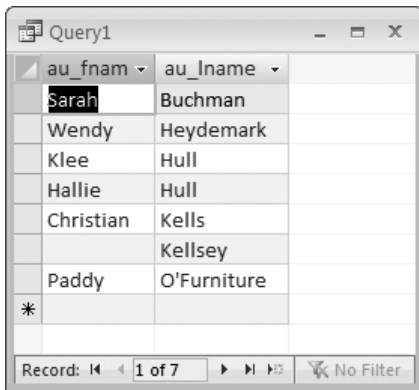 Query1
au_fnam au_lname
Sarah Buchman
Wendy Heydemark
Klee Hull
Hallie Hull
Christian Kells
Kellsey
Paddy O'Furniture
Record: 1 of 7 No Filter